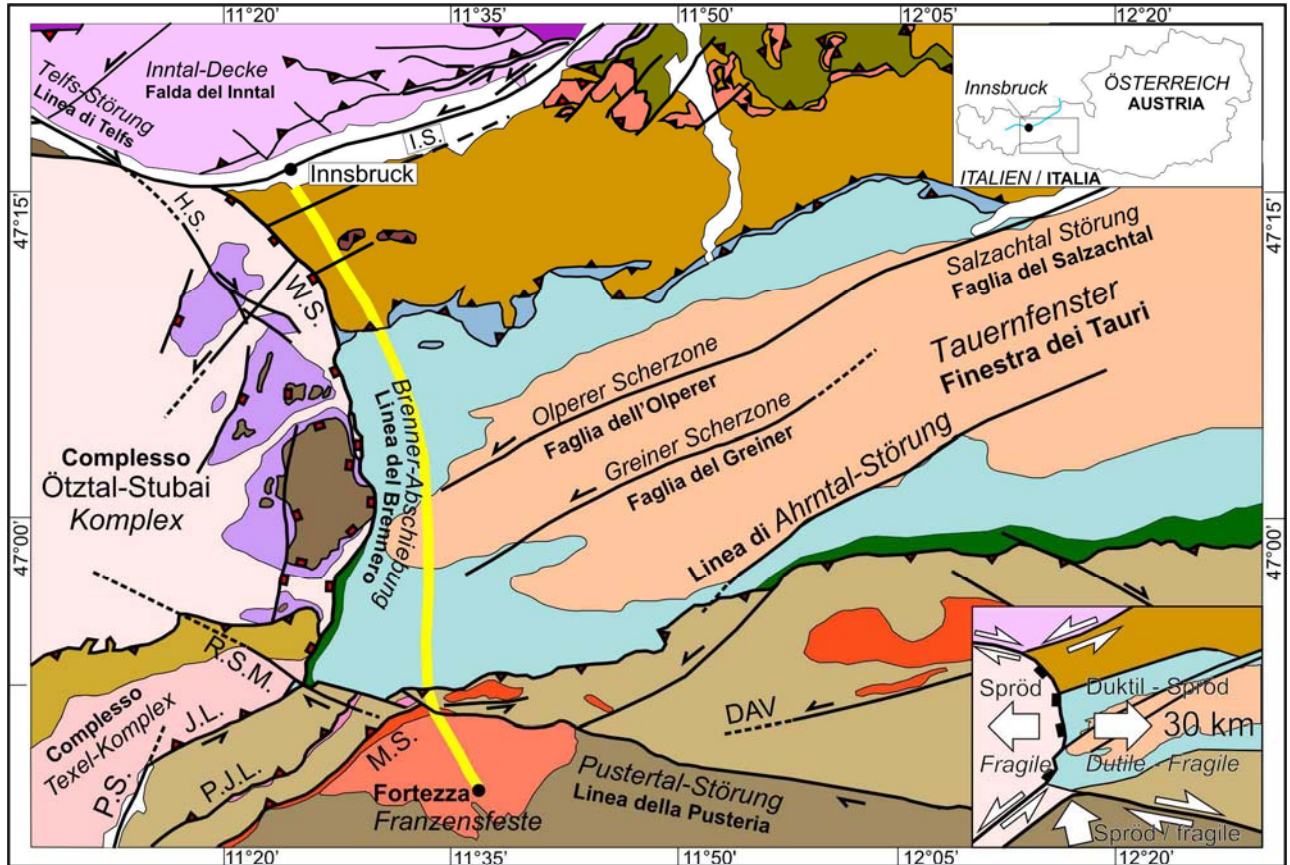 11°20'
11°35'
11°50'
12°05'
12°20'
Telfs-Störung
Linea di Telfs
Inntal-Decke
Falda del Inntal
I.S.
Innsbruck
Innsbruck
ÖSTERREICH
AUSTRIA
ITALIEN / ITALIA
47°15'
47°15'
H.S.
W.S.
Salzachtal Störung
Faglia del Salzachtal
Tauernfenster
Finestra dei Tauri
Olperer Scherzone
Faglia dell'Olperer
Greiner Scherzone
Faglia del Greiner
Brenner-Abschiebung
Linea del Brennero
Complesso
Ötztal-Stubai
Komplex
Linea di Ahrntal-Störung
47°00'
47°00'
R.S.M.
Complesso
Texel-Komplex
J.L.
P.S.
P.J.L.
M.S.
DAV
Fortezza
Franzensfeste
Pustertal-Störung
Linea della Pusteria
Spröd
Duktil - Spröd
30 km
Fragile
Dutile - Fragile
Spröd / fragile
11°20'
11°35'
11°50'
12°05'
12°20'